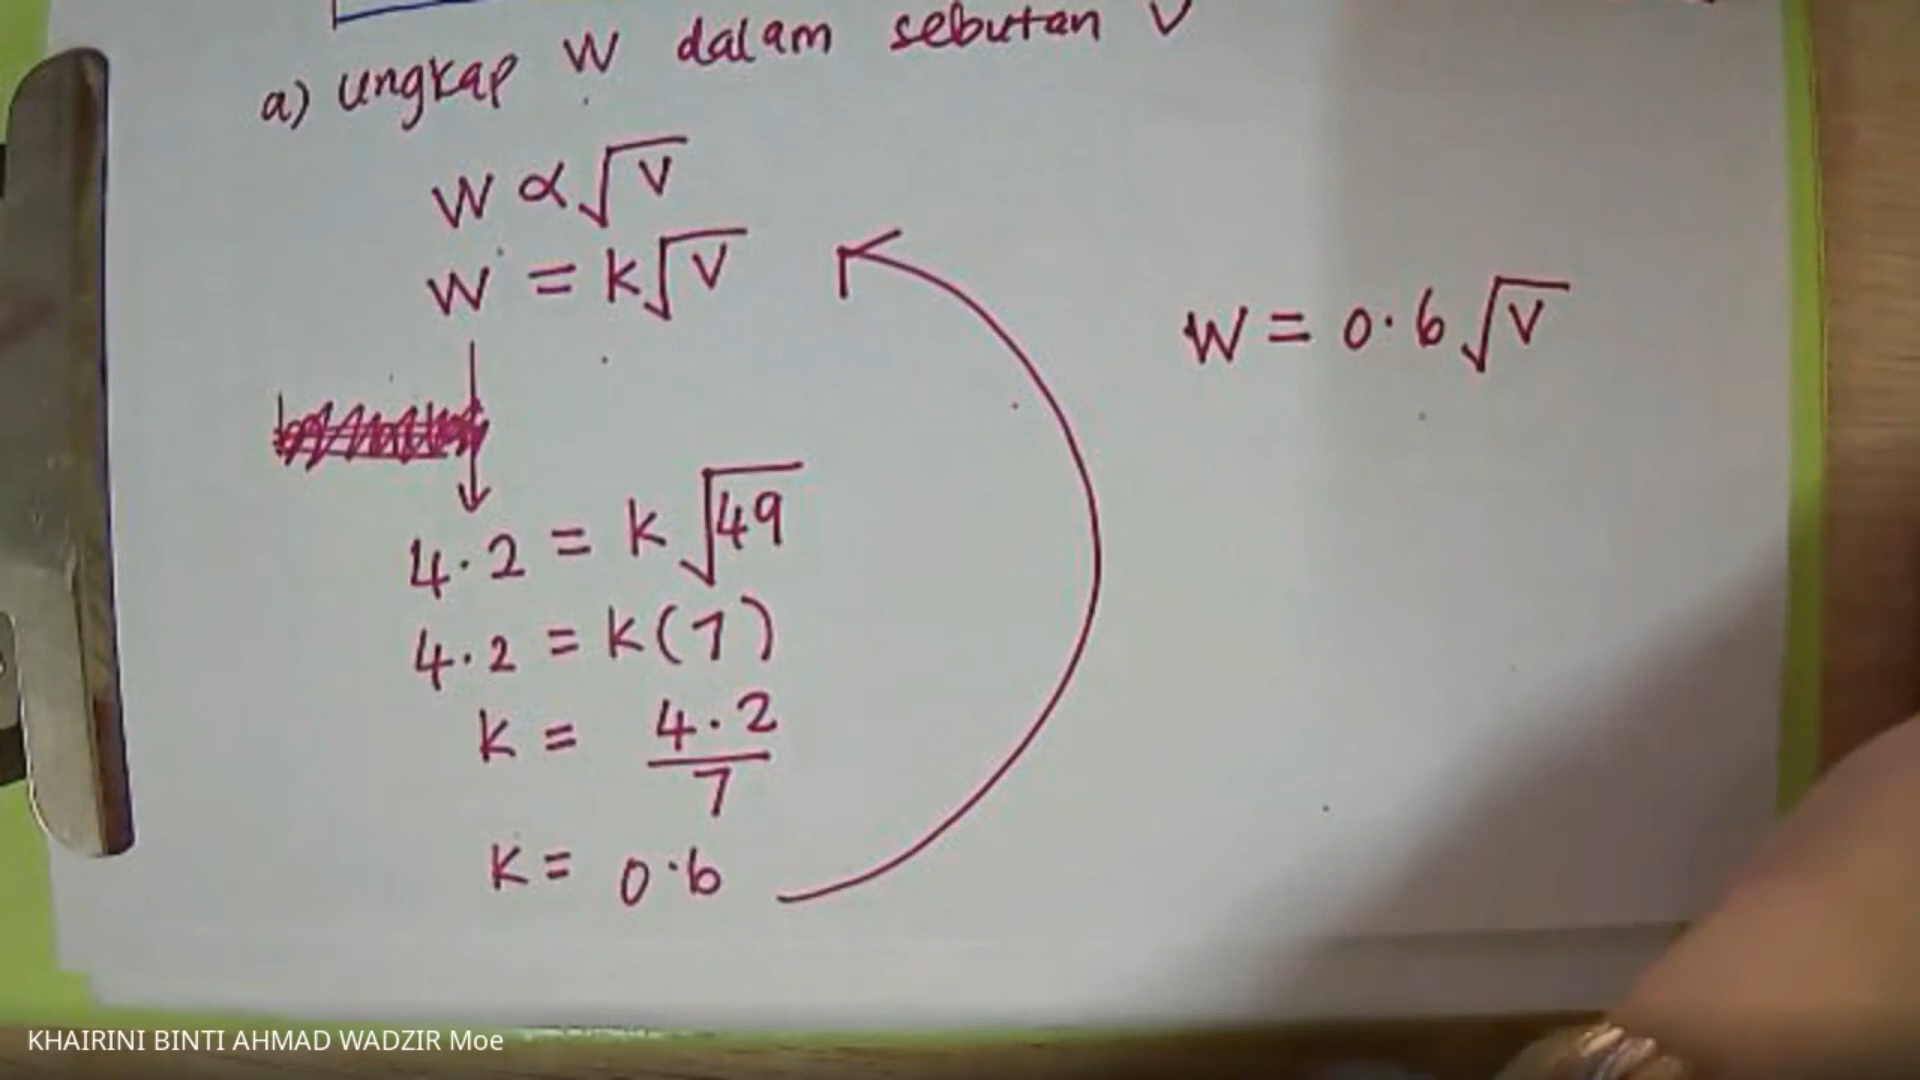 a) ungkap W dalam sebutan V
W ∝ √V
W = k√V
4.2 = k √49
4.2 = k(7)
k = 4.2/7
k = 0.6
W = 0.6√V
KHAIRINI BINTI AHMAD WADZIR Moe